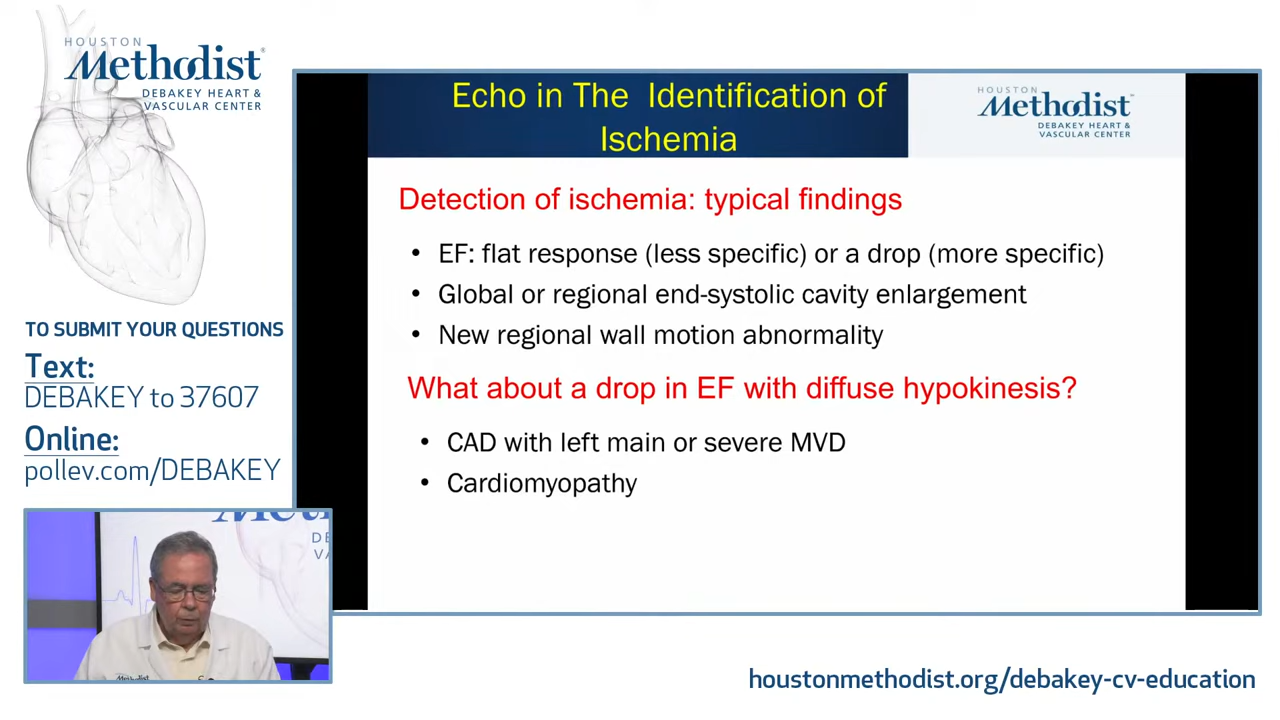 HOUSTON
Methodist®
DEBAKEY HEART &
VASCULAR CENTER
TO SUBMIT YOUR QUESTIONS
Text:
DEBAKEY to 37607
Online:
pollev.com/DEBAKEY
Echo in The Identification of
Ischemia
HOUSTON
Methodist
DEBAKEY HEART &
VASCULAR CENTER
Detection of ischemia: typical findings
• EF: flat response (less specific) or a drop (more specific)
• Global or regional end-systolic cavity enlargement
• New regional wall motion abnormality
What about a drop in EF with diffuse hypokinesis?
• CAD with left main or severe MVD
• Cardiomyopathy
Methodist
houstonmethodist.org/debakey-cv-education